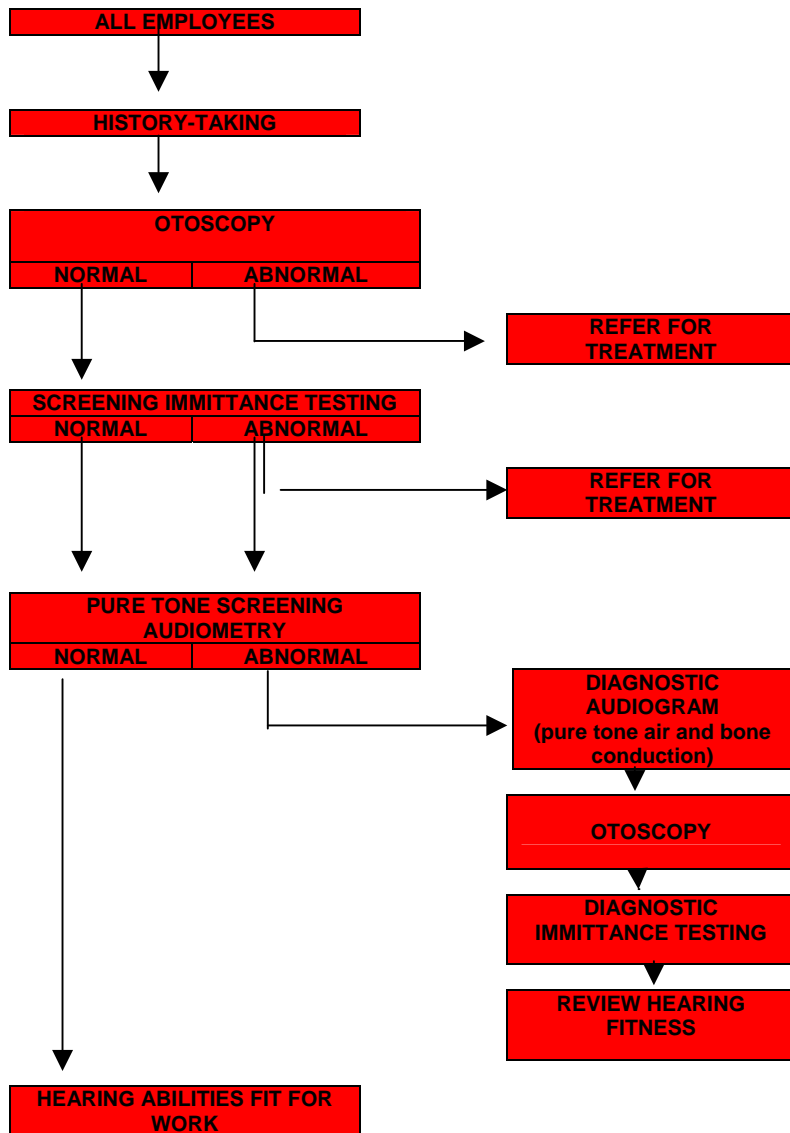 ALL EMPLOYEES
HISTORY-TAKING
OTOSCOPY
NORMAL ABNORMAL
REFER FOR
TREATMENT
SCREENING IMMITTANCE TESTING
NORMAL ABNORMAL
REFER FOR
TREATMENT
PURE TONE SCREENING
AUDIOMETRY
NORMAL ABNORMAL
DIAGNOSTIC
AUDIOGRAM
(pure tone air and bone
conduction)
OTOSCOPY
DIAGNOSTIC
IMMITTANCE TESTING
REVIEW HEARING
FITNESS
HEARING ABILITIES FIT FOR
WORK